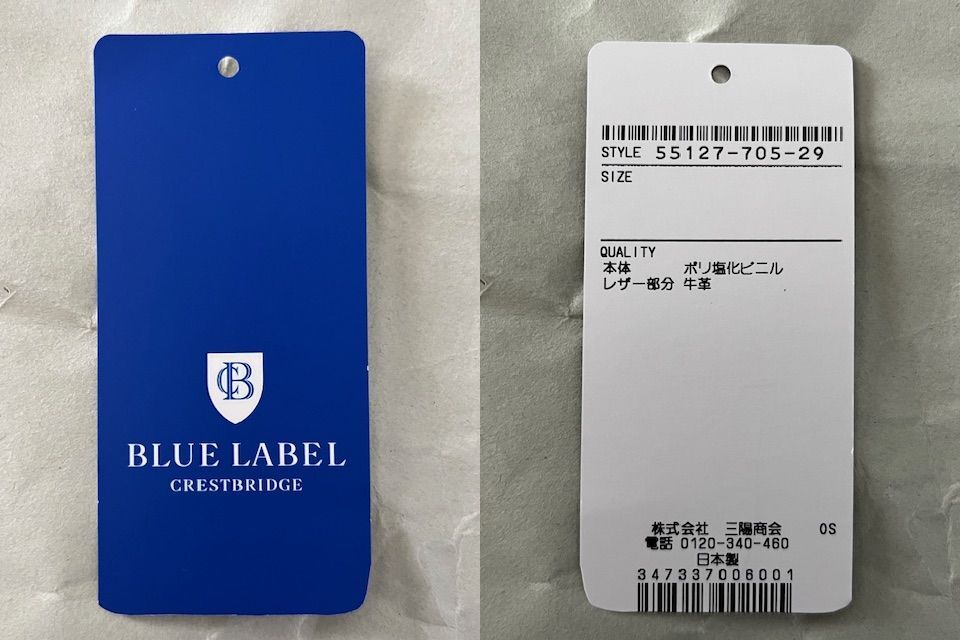 CB
BLUE LABEL
CRESTBRIDGE
STYLE 55127-705-29
SIZE
QUALITY
本体 ポリ塩化ビニル
レザー部分 牛革
株式会社 三陽商会 OS
電話 0120-340-460
日本製
347337006001